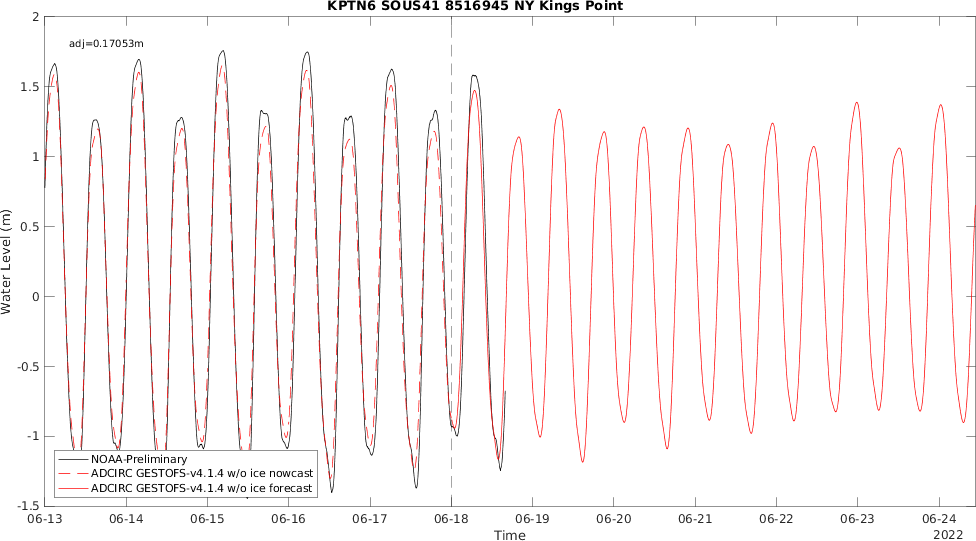 KPTN6 SOUS41 8516945 NY Kings Point
adj=0.17053m
Water Level (m)
2
1.5
1
0.5
0
-0.5
-1
-1.5
NOAA-Preliminary
ADCIRC GESTOFS-v4.1.4 w/o ice nowcast
ADCIRC GESTOFS-v4.1.4 w/o ice forecast
06-13 06-14 06-15 06-16 06-17 06-18 06-19 06-20 06-21 06-22 06-23 06-24
Time
2022